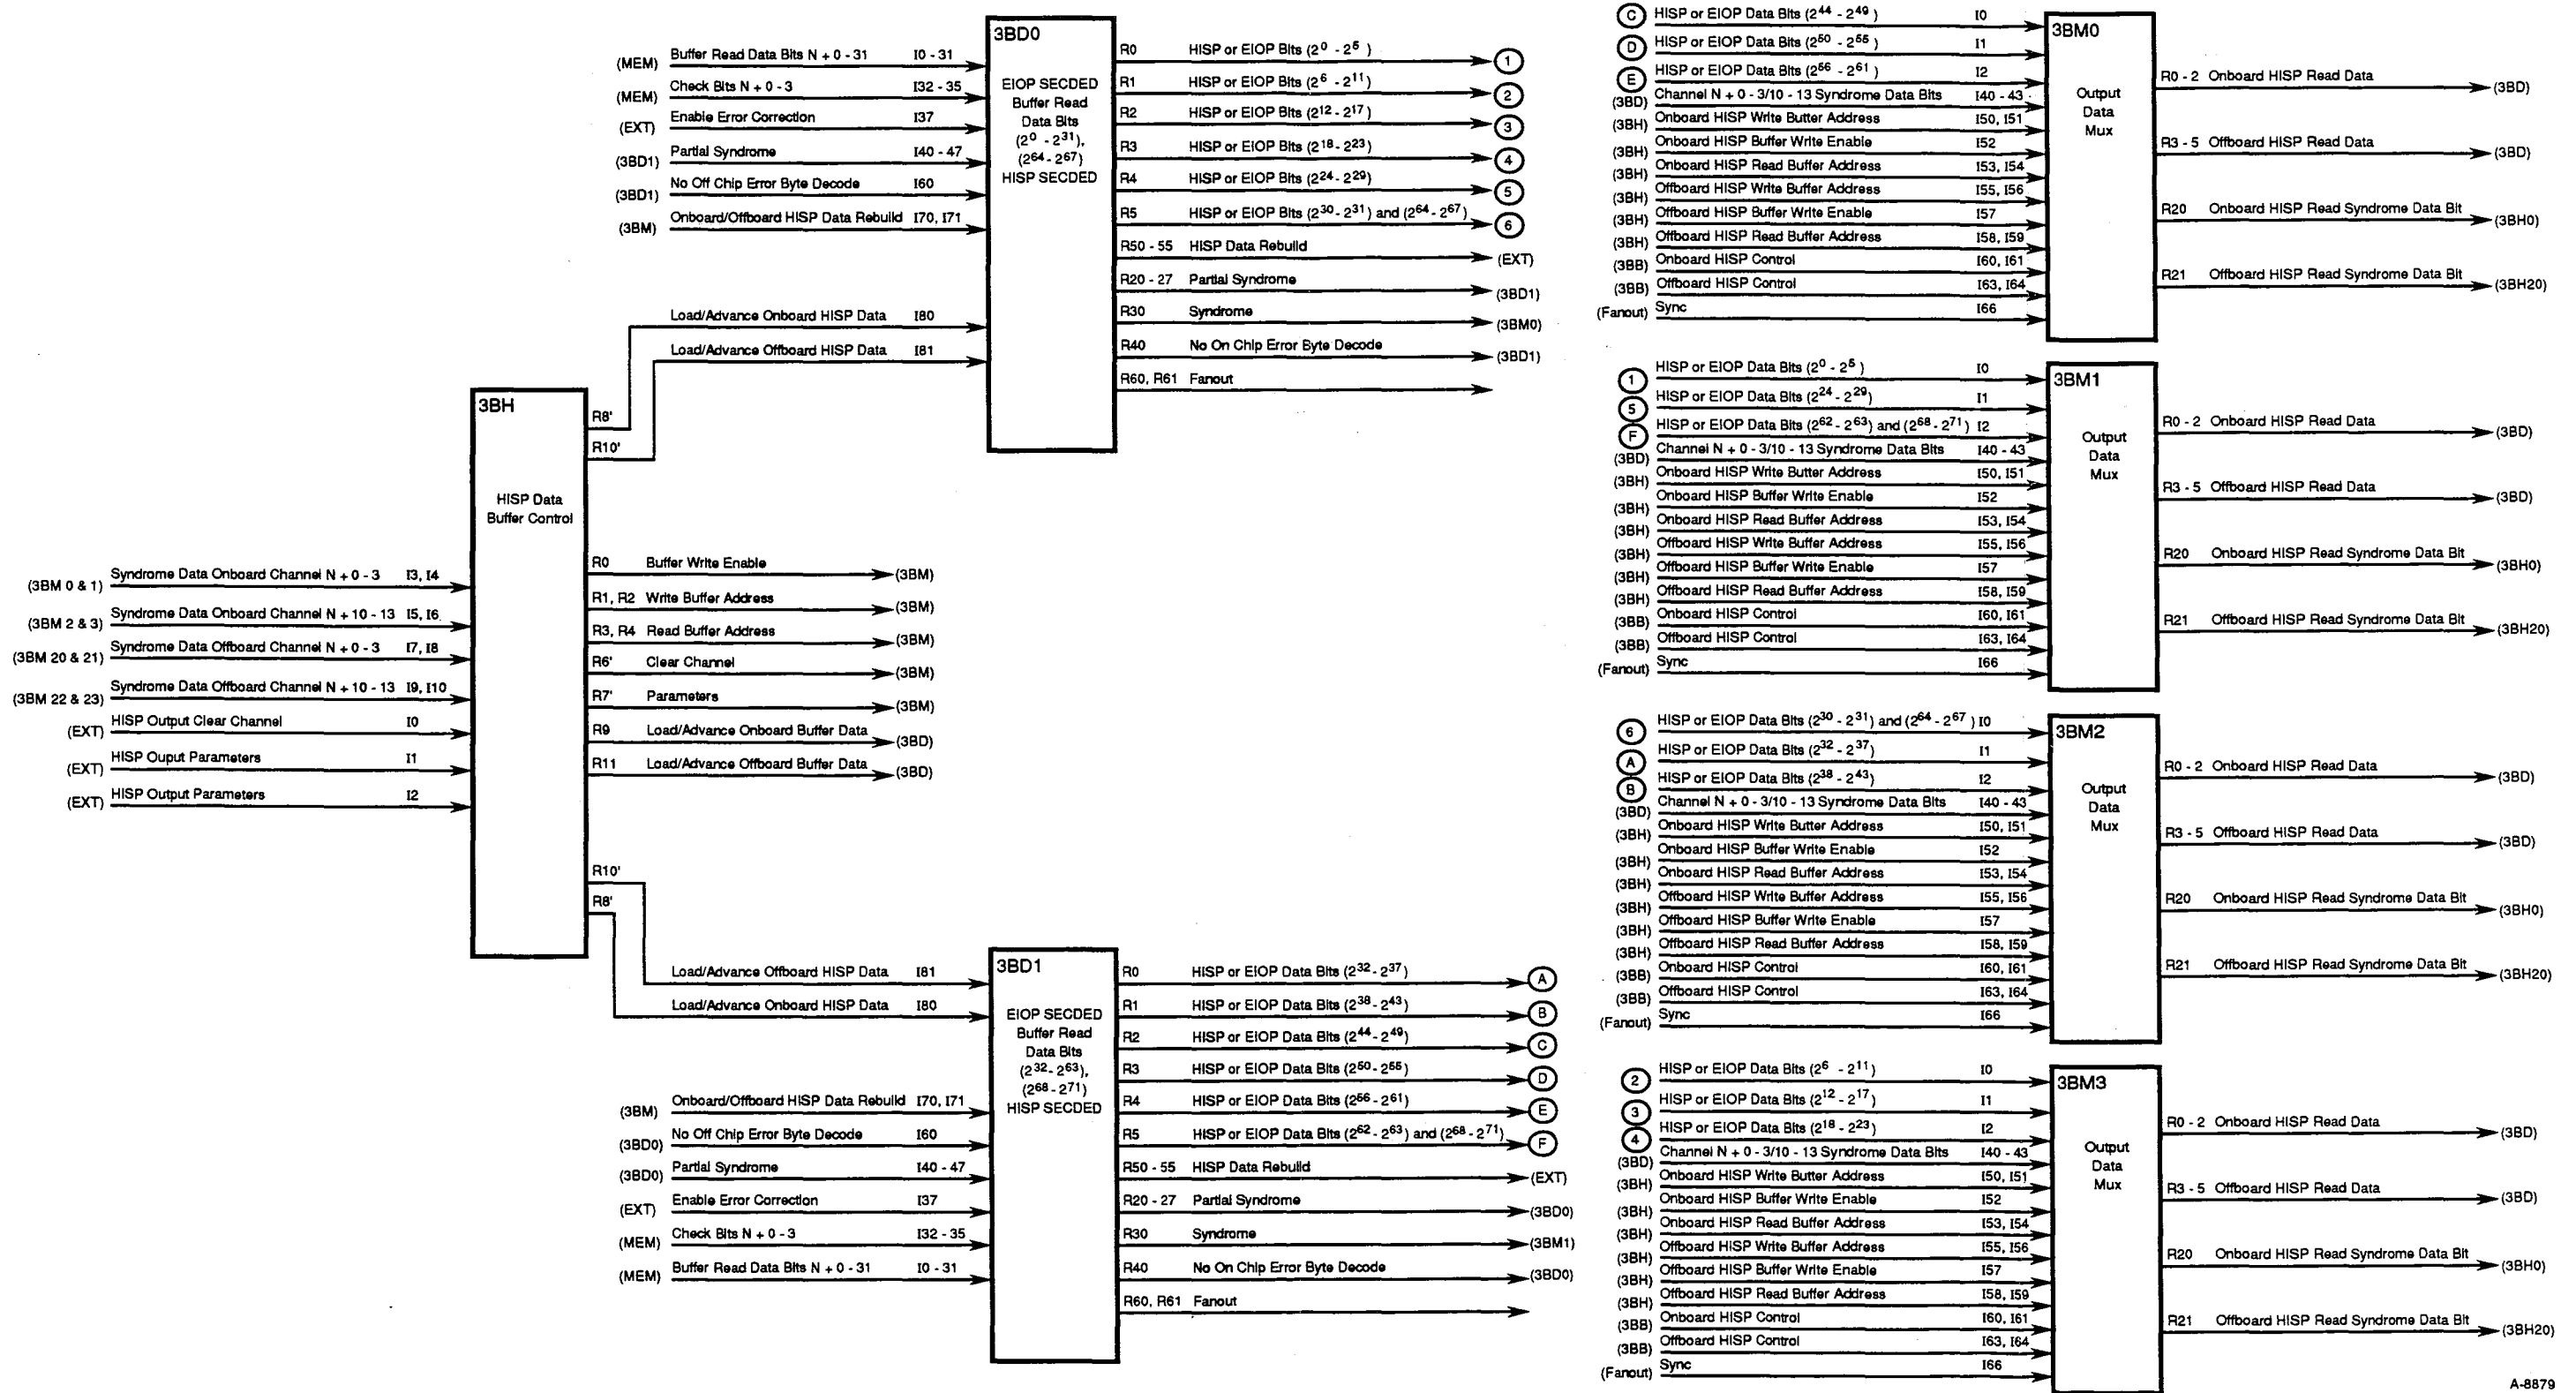 3BD0
EIOP SECDED
Buffer Read
Data Bits
(2^0 - 2^31),
(2^64 - 2^67)
HISP SECDED
(MEM) Buffer Read Data Bits N + 0 - 31 I0 - 31
(MEM) Check Bits N + 0 - 3 I32 - 35
(EXT) Enable Error Correction I37
(3BD1) Partial Syndrome I40 - 47
(3BD1) No Off Chip Error Byte Decode I60
(3BM) Onboard/Offboard HISP Data Rebuild I70, I71
Load/Advance Onboard HISP Data I80
Load/Advance Offboard HISP Data I81
R0 HISP or EIOP Bits (2^0 - 2^5 ) 1
R1 HISP or EIOP Bits (2^6 - 2^11) 2
R2 HISP or EIOP Bits (2^12 - 2^17) 3
R3 HISP or EIOP Bits (2^18 - 2^23) 4
R4 HISP or EIOP Bits (2^24 - 2^29) 5
R5 HISP or EIOP Bits (2^30 - 2^31) and (2^64 - 2^67) 6
R50 - 55 HISP Data Rebuild (EXT)
R20 - 27 Partial Syndrome (3BD1)
R30 Syndrome (3BM0)
R40 No On Chip Error Byte Decode (3BD1)
R60, R61 Fanout
3BH
HISP Data
Buffer Control
R8'
R10'
(3BM 0 & 1) Syndrome Data Onboard Channel N + 0 - 3 I3, I4
(3BM 2 & 3) Syndrome Data Onboard Channel N + 10 - 13 I5, I6
(3BM 20 & 21) Syndrome Data Offboard Channel N + 0 - 3 I7, I8
(3BM 22 & 23) Syndrome Data Offboard Channel N + 10 - 13 I9, I10
(EXT) HISP Output Clear Channel I0
(EXT) HISP Ouput Parameters I1
(EXT) HISP Output Parameters I2
R0 Buffer Write Enable (3BM)
R1, R2 Write Buffer Address (3BM)
R3, R4 Read Buffer Address (3BM)
R6' Clear Channel (3BM)
R7' Parameters (3BM)
R9 Load/Advance Onboard Buffer Data (3BD)
R11 Load/Advance Offboard Buffer Data (3BD)
R10'
R8'
3BD1
EIOP SECDED
Buffer Read
Data Bits
(2^32 - 2^63),
(2^68 - 2^71)
HISP SECDED
Load/Advance Offboard HISP Data I81
Load/Advance Onboard HISP Data I80
(3BM) Onboard/Offboard HISP Data Rebuild I70, I71
(3BD0) No Off Chip Error Byte Decode I60
(3BD0) Partial Syndrome I40 - 47
(EXT) Enable Error Correction I37
(MEM) Check Bits N + 0 - 3 I32 - 35
(MEM) Buffer Read Data Bits N + 0 - 31 I0 - 31
R0 HISP or EIOP Data Bits (2^32 - 2^37) A
R1 HISP or EIOP Data Bits (2^38 - 2^43) B
R2 HISP or EIOP Data Bits (2^44 - 2^49) C
R3 HISP or EIOP Data Bits (2^50 - 2^55) D
R4 HISP or EIOP Data Bits (2^56 - 2^61) E
R5 HISP or EIOP Data Bits (2^62 - 2^63) and (2^68 - 2^71) F
R50 - 55 HISP Data Rebuild (EXT)
R20 - 27 Partial Syndrome (3BD0)
R30 Syndrome (3BM1)
R40 No On Chip Error Byte Decode (3BD0)
R60, R61 Fanout
C HISP or EIOP Data Bits (2^44 - 2^49 ) I0
D HISP or EIOP Data Bits (2^50 - 2^55 ) I1
E HISP or EIOP Data Bits (2^56 - 2^61 ) I2
(3BD) Channel N + 0 - 3/10 - 13 Syndrome Data Bits I40 - 43
(3BH) Onboard HISP Write Butter Address I50, I51
(3BH) Onboard HISP Buffer Write Enable I52
(3BH) Onboard HISP Read Buffer Address I53, I54
(3BH) Offboard HISP Write Buffer Address I55, I56
(3BH) Offboard HISP Buffer Write Enable I57
(3BH) Offboard HISP Read Buffer Address I58, I59
(3BB) Onboard HISP Control I60, I61
(3BB) Offboard HISP Control I63, I64
(Fanout) Sync I66
3BM0
Output
Data
Mux
R0 - 2 Onboard HISP Read Data (3BD)
R3 - 5 Offboard HISP Read Data (3BD)
R20 Onboard HISP Read Syndrome Data Bit (3BH0)
R21 Offboard HISP Read Syndrome Data Bit (3BH20)
1 HISP or EIOP Data Bits (2^0 - 2^5 ) I0
5 HISP or EIOP Data Bits (2^24 - 2^29) I1
F HISP or EIOP Data Bits (2^62 - 2^63) and (2^68 - 2^71) I2
(3BD) Channel N + 0 - 3/10 - 13 Syndrome Data Bits I40 - 43
(3BH) Onboard HISP Write Butter Address I50, I51
(3BH) Onboard HISP Buffer Write Enable I52
(3BH) Onboard HISP Read Buffer Address I53, I54
(3BH) Offboard HISP Write Buffer Address I55, I56
(3BH) Offboard HISP Buffer Write Enable I57
(3BH) Offboard HISP Read Buffer Address I58, I59
(3BB) Onboard HISP Control I60, I61
(3BB) Offboard HISP Control I63, I64
(Fanout) Sync I66
3BM1
Output
Data
Mux
R0 - 2 Onboard HISP Read Data (3BD)
R3 - 5 Offboard HISP Read Data (3BD)
R20 Onboard HISP Read Syndrome Data Bit (3BH0)
R21 Offboard HISP Read Syndrome Data Bit (3BH20)
6 HISP or EIOP Data Bits (2^30 - 2^31) and (2^64 - 2^67 ) I0
A HISP or EIOP Data Bits (2^32 - 2^37) I1
B HISP or EIOP Data Bits (2^38 - 2^43) I2
(3BD) Channel N + 0 - 3/10 - 13 Syndrome Data Bits I40 - 43
(3BH) Onboard HISP Write Butter Address I50, I51
(3BH) Onboard HISP Buffer Write Enable I52
(3BH) Onboard HISP Read Buffer Address I53, I54
(3BH) Offboard HISP Write Buffer Address I55, I56
(3BH) Offboard HISP Buffer Write Enable I57
(3BH) Offboard HISP Read Buffer Address I58, I59
(3BB) Onboard HISP Control I60, I61
(3BB) Offboard HISP Control I63, I64
(Fanout) Sync I66
3BM2
Output
Data
Mux
R0 - 2 Onboard HISP Read Data (3BD)
R3 - 5 Offboard HISP Read Data (3BD)
R20 Onboard HISP Read Syndrome Data Bit (3BH0)
R21 Offboard HISP Read Syndrome Data Bit (3BH20)
2 HISP or EIOP Data Bits (2^6 - 2^11) I0
3 HISP or EIOP Data Bits (2^12 - 2^17) I1
4 HISP or EIOP Data Bits (2^18 - 2^23) I2
(3BD) Channel N + 0 - 3/10 - 13 Syndrome Data Bits I40 - 43
(3BH) Onboard HISP Write Butter Address I50, I51
(3BH) Onboard HISP Buffer Write Enable I52
(3BH) Onboard HISP Read Buffer Address I53, I54
(3BH) Offboard HISP Write Buffer Address I55, I56
(3BH) Offboard HISP Buffer Write Enable I57
(3BH) Offboard HISP Read Buffer Address I58, I59
(3BB) Onboard HISP Control I60, I61
(3BB) Offboard HISP Control I63, I64
(Fanout) Sync I66
3BM3
Output
Data
Mux
R0 - 2 Onboard HISP Read Data (3BD)
R3 - 5 Offboard HISP Read Data (3BD)
R20 Onboard HISP Read Syndrome Data Bit (3BH0)
R21 Offboard HISP Read Syndrome Data Bit (3BH20)
A-8879